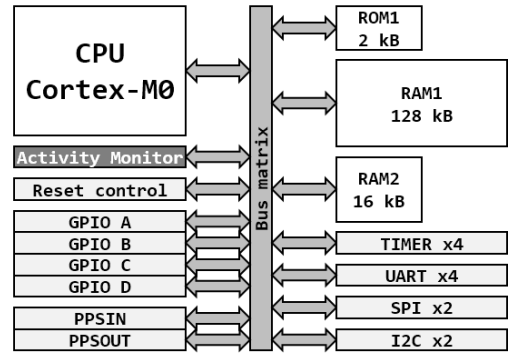 CPU
Cortex-M0
Activity Monitor
Reset control
GPIO A
GPIO B
GPIO C
GPIO D
PPSIN
PPSOUT
Bus matrix
ROM1
2 kB
RAM1
128 kB
RAM2
16 kB
TIMER x4
UART x4
SPI x2
I2C x2